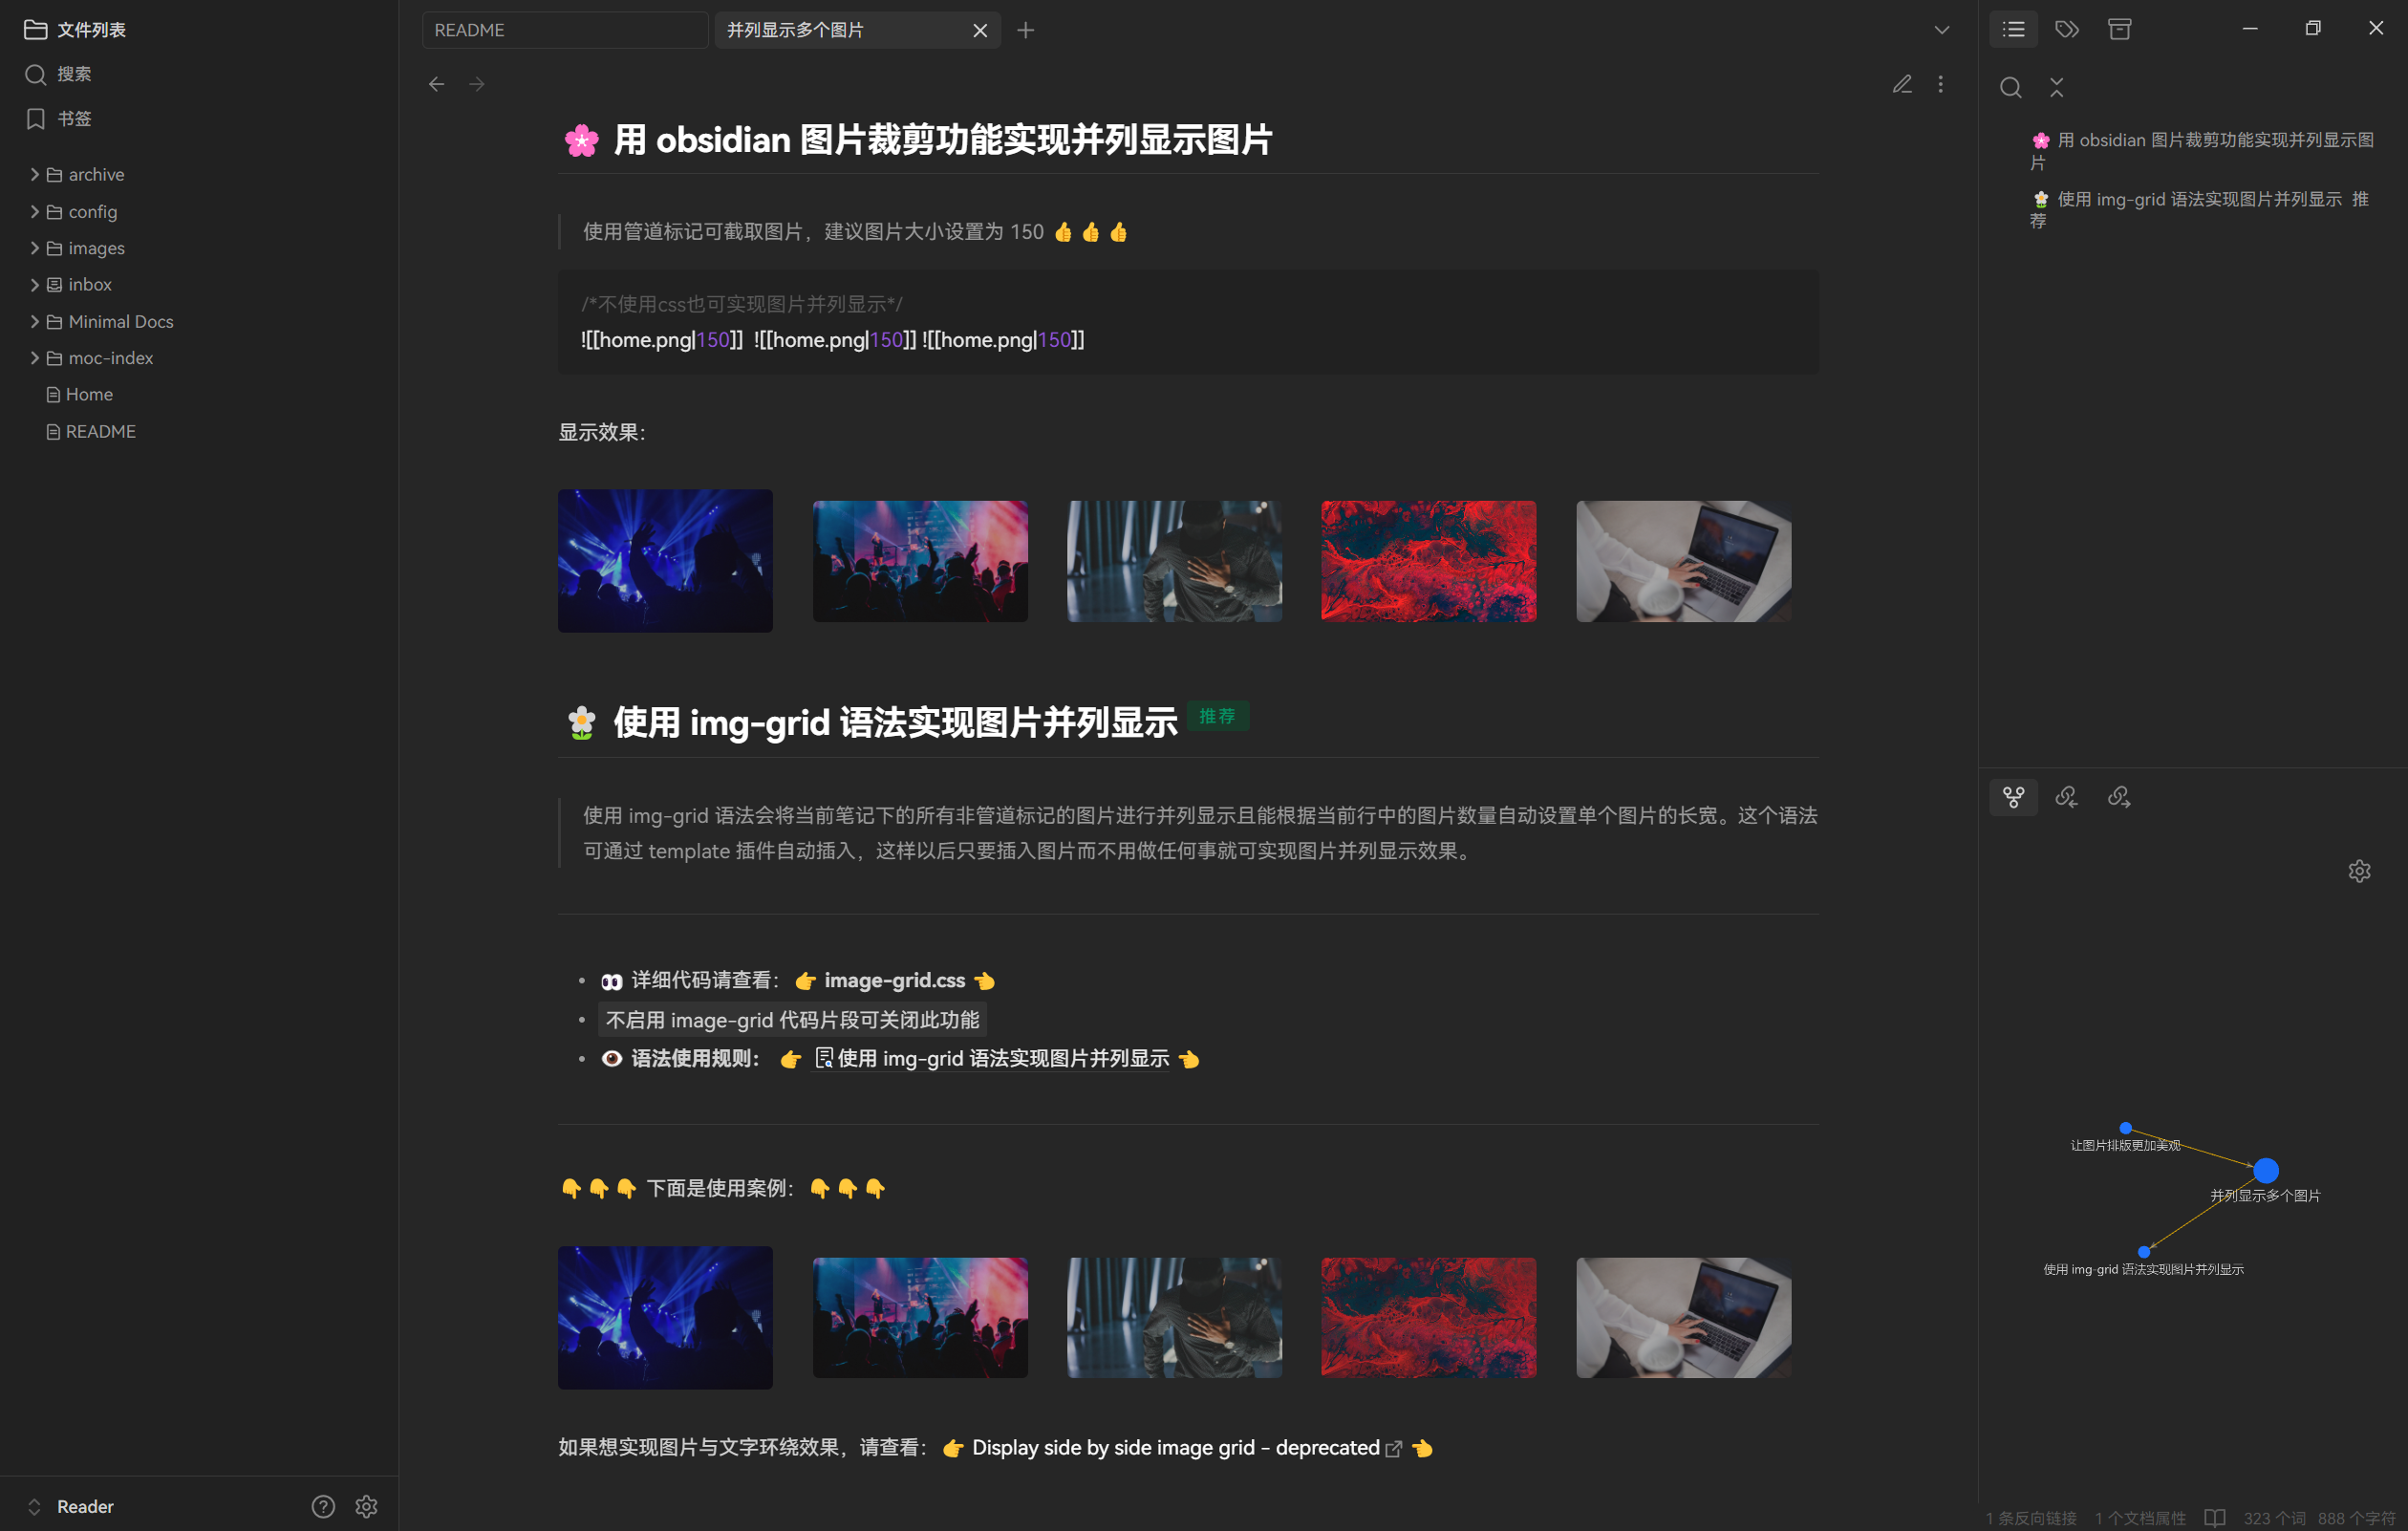 文件列表
搜索
书签
archive
config
images
inbox
Minimal Docs
moc-index
Home
README
Reader
README
并列显示多个图片
🌸 用 obsidian 图片裁剪功能实现并列显示图片
使用管道标记可截取图片，建议图片大小设置为 150 👍 👍 👍
/*不使用css也可实现图片并列显示*/
![[home.png|150]] ![[home.png|150]] ![[home.png|150]]
显示效果：
🌼 使用 img-grid 语法实现图片并列显示 推荐
使用 img-grid 语法会将当前笔记下的所有非管道标记的图片进行并列显示且能根据当前行中的图片数量自动设置单个图片的长宽。这个语法
可通过 template 插件自动插入，这样以后只要插入图片而不用做任何事就可实现图片并列显示效果。
👀 详细代码请查看： 👉 image-grid.css 👈
不启用 image-grid 代码片段可关闭此功能
👁️ 语法使用规则： 👉 使用 img-grid 语法实现图片并列显示 👈
👇👇👇 下面是使用案例： 👇👇👇
如果想实现图片与文字环绕效果，请查看： 👉 Display side by side image grid - deprecated 👈
🌸 用 obsidian 图片裁剪功能实现并列显示图
片
🌼 使用 img-grid 语法实现图片并列显示 推
荐
让图片排版更加美观
并列显示多个图片
使用 img-grid 语法实现图片并列显示
1 条反向链接 1 个文档属性 323 个词 888 个字符